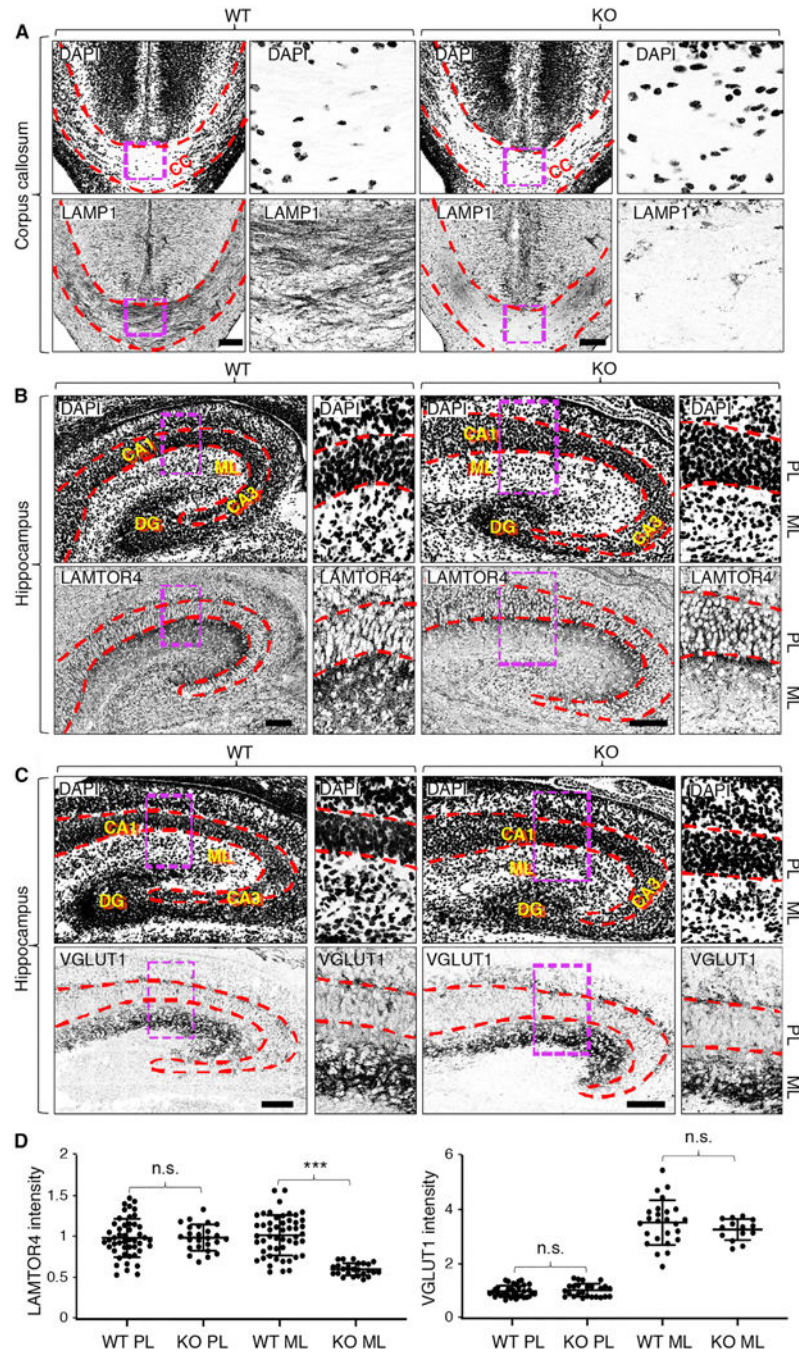 WT
KO
A
DAPI
DAPI
DAPI
DAPI
CC
CC
Corpus callosum
LAMP1
LAMP1
LAMP1
LAMP1
WT
KO
B
DAPI
DAPI
DAPI
DAPI
CA1
ML
CA3
DG
CA1
ML
CA3
DG
PL
ML
Hippocampus
LAMTOR4
LAMTOR4
LAMTOR4
LAMTOR4
PL
ML
WT
KO
C
DAPI
DAPI
DAPI
DAPI
CA1
ML
CA3
DG
CA1
ML
CA3
DG
PL
ML
Hippocampus
VGLUT1
VGLUT1
VGLUT1
VGLUT1
PL
ML
D
LAMTOR4 intensity
2
1.5
1
0.5
0
n.s.
***
WT PL KO PL WT ML KO ML
VGLUT1 intensity
6
4
2
0
n.s.
n.s.
WT PL KO PL WT ML KO ML